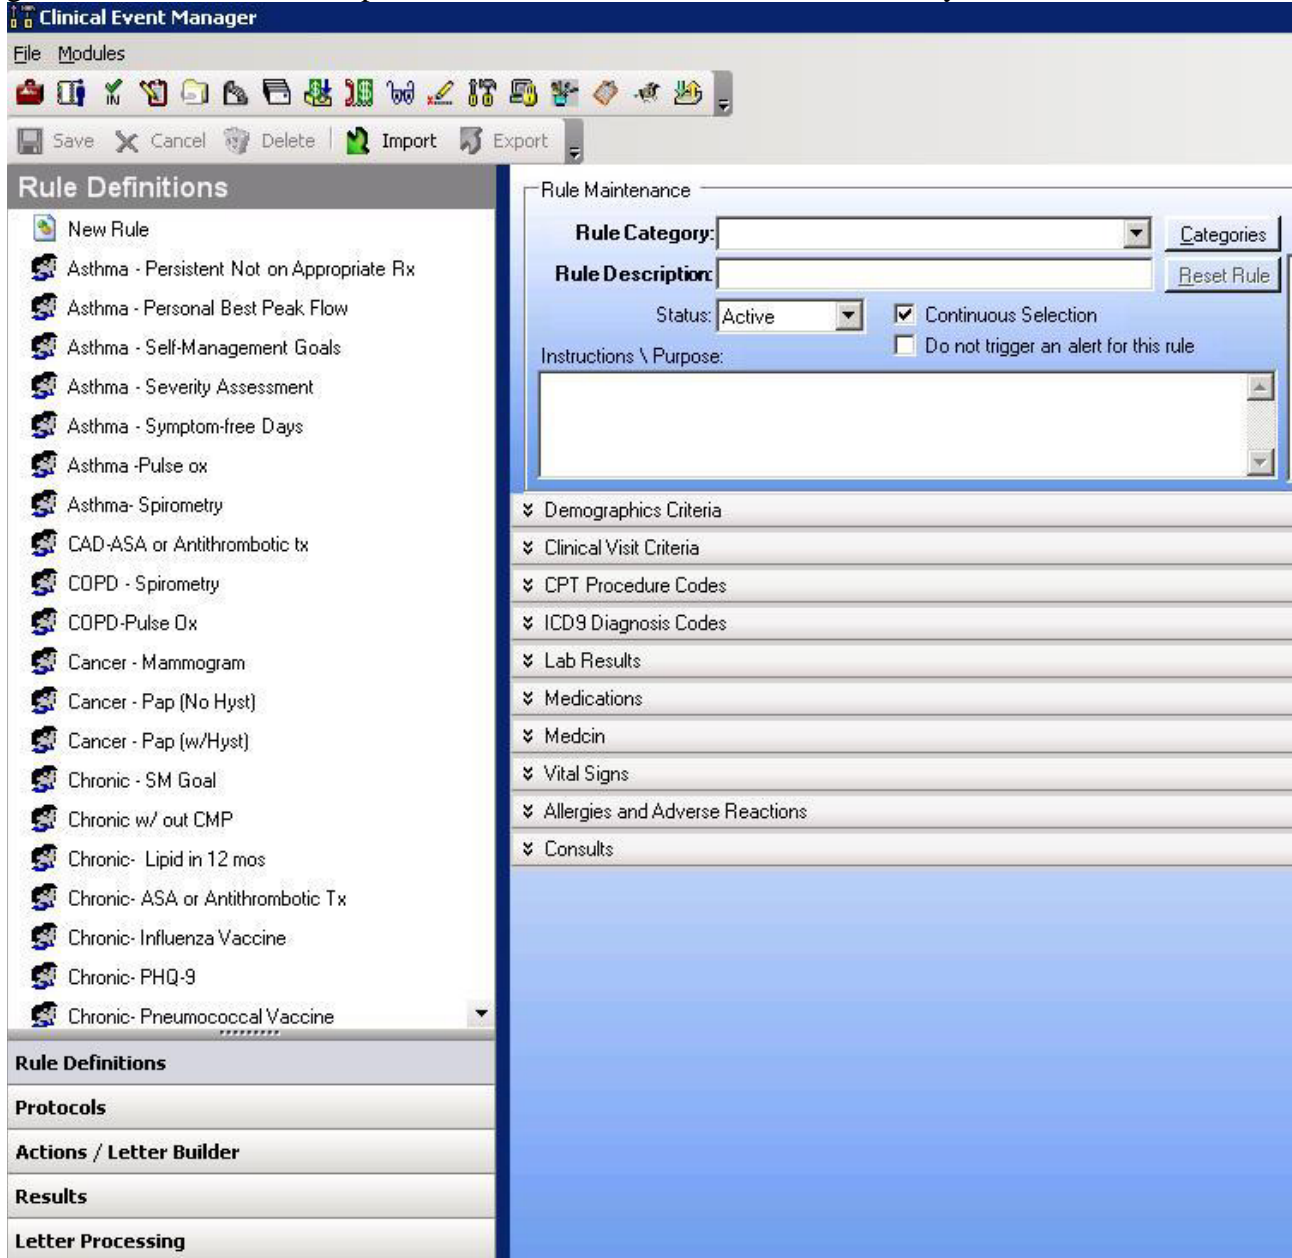 Clinical Event Manager
File Modules
Save Cancel Delete Import Export
Rule Definitions
New Rule
Asthma - Persistent Not on Appropriate Rx
Asthma - Personal Best Peak Flow
Asthma - Self-Management Goals
Asthma - Severity Assessment
Asthma - Symptom-free Days
Asthma -Pulse ox
Asthma- Spirometry
CAD-ASA or Antithrombotic tx
COPD - Spirometry
COPD-Pulse Ox
Cancer - Mammogram
Cancer - Pap (No Hyst)
Cancer - Pap (w/Hyst)
Chronic - SM Goal
Chronic w/ out CMP
Chronic- Lipid in 12 mos
Chronic- ASA or Antithrombotic Tx
Chronic- Influenza Vaccine
Chronic- PHQ-9
Chronic- Pneumococcal Vaccine
Rule Definitions
Protocols
Actions / Letter Builder
Results
Letter Processing
Rule Maintenance
Rule Category: Categories
Rule Description: Reset Rule
Status: Active Continuous Selection
Do not trigger an alert for this rule
Instructions \ Purpose:
Demographics Criteria
Clinical Visit Criteria
CPT Procedure Codes
ICD9 Diagnosis Codes
Lab Results
Medications
Medcin
Vital Signs
Allergies and Adverse Reactions
Consults